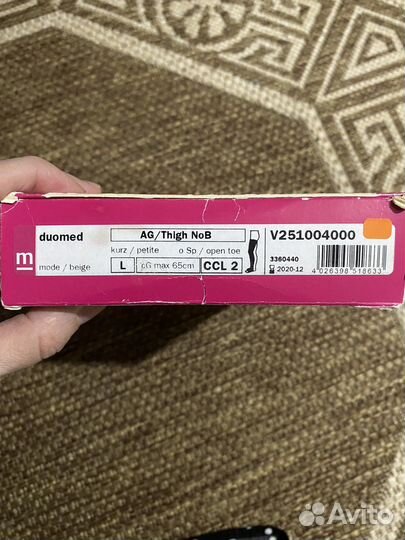 duomed
AG/Thigh NoB
V251004000
kurz / petite o Sp / open toe
m
3360440
mode / beige
L
cG max 65cm
CCL 2
2020-12
4 026398 518633
Avito